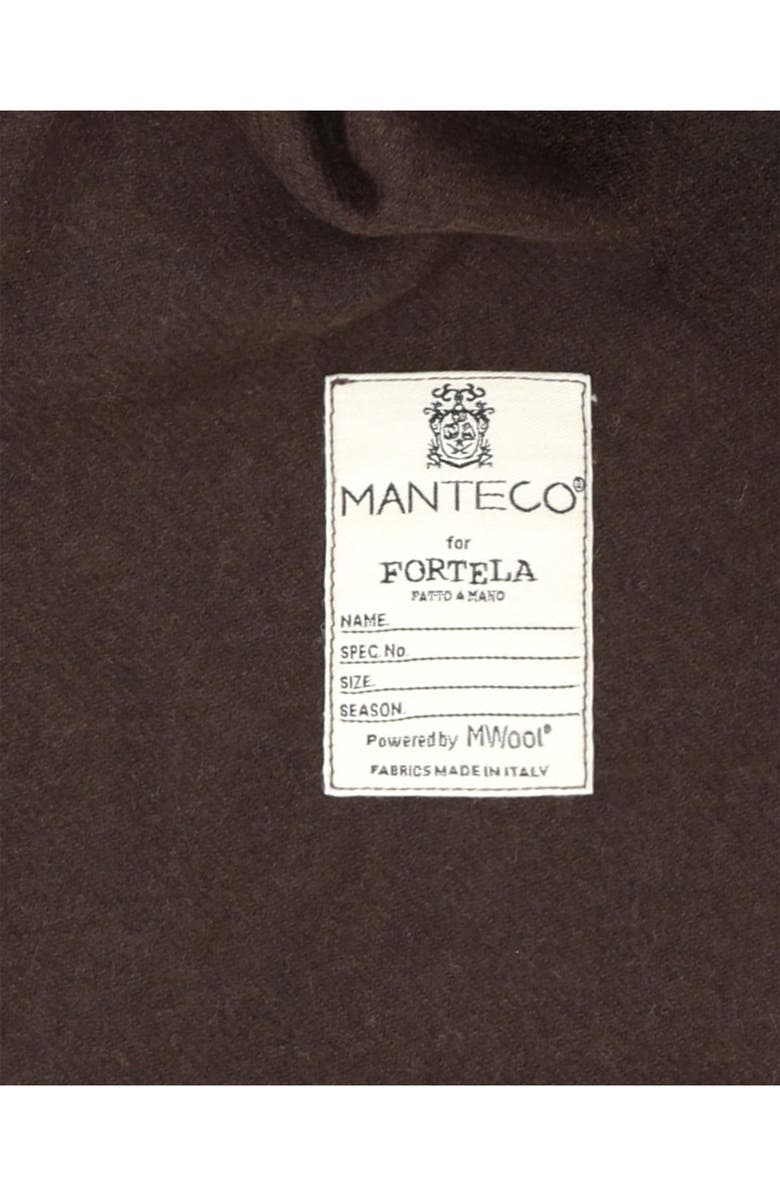 MANTECO®
for
FORTELA
FATTO A MANO
NAME.
SPEC. No.
SIZE.
SEASON.
Powered by MWool®
FABRICS MADE IN ITALY